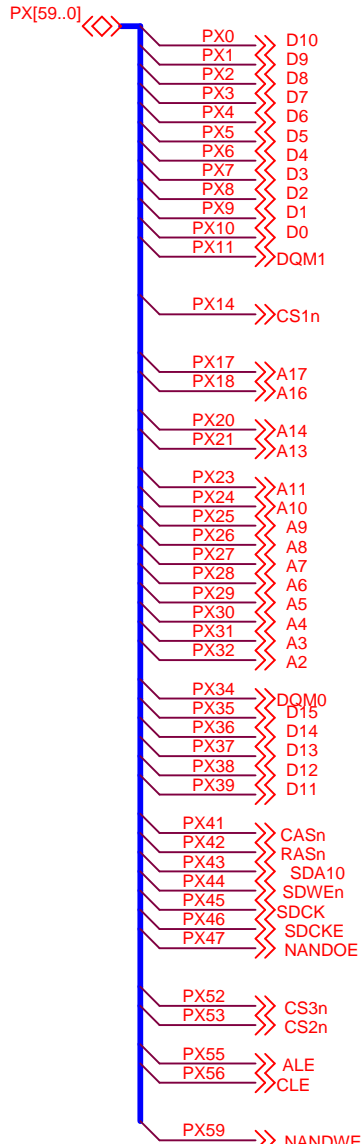 PX[59..0]
PX0 D10
PX1 D9
PX2 D8
PX3 D7
PX4 D6
PX5 D5
PX6 D4
PX7 D3
PX8 D2
PX9 D1
PX10 D0
PX11 DQM1
PX14 CS1n
PX17 A17
PX18 A16
PX20 A14
PX21 A13
PX23 A11
PX24 A10
PX25 A9
PX26 A8
PX27 A7
PX28 A6
PX29 A5
PX30 A4
PX31 A3
PX32 A2
PX34 DQM0
PX35 D15
PX36 D14
PX37 D13
PX38 D12
PX39 D11
PX41 CASn
PX42 RASn
PX43 SDA10
PX44 SDWEn
PX45 SDCK
PX46 SDCKE
PX47 NANDOE
PX52 CS3n
PX53 CS2n
PX55 ALE
PX56 CLE
PX59 NANDWE